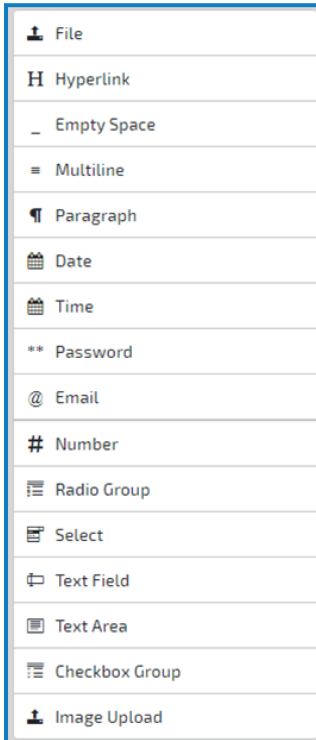 File
H Hyperlink
_ Empty Space
≡ Multiline
¶ Paragraph
Date
Time
** Password
@ Email
# Number
Radio Group
Select
Text Field
Text Area
Checkbox Group
Image Upload